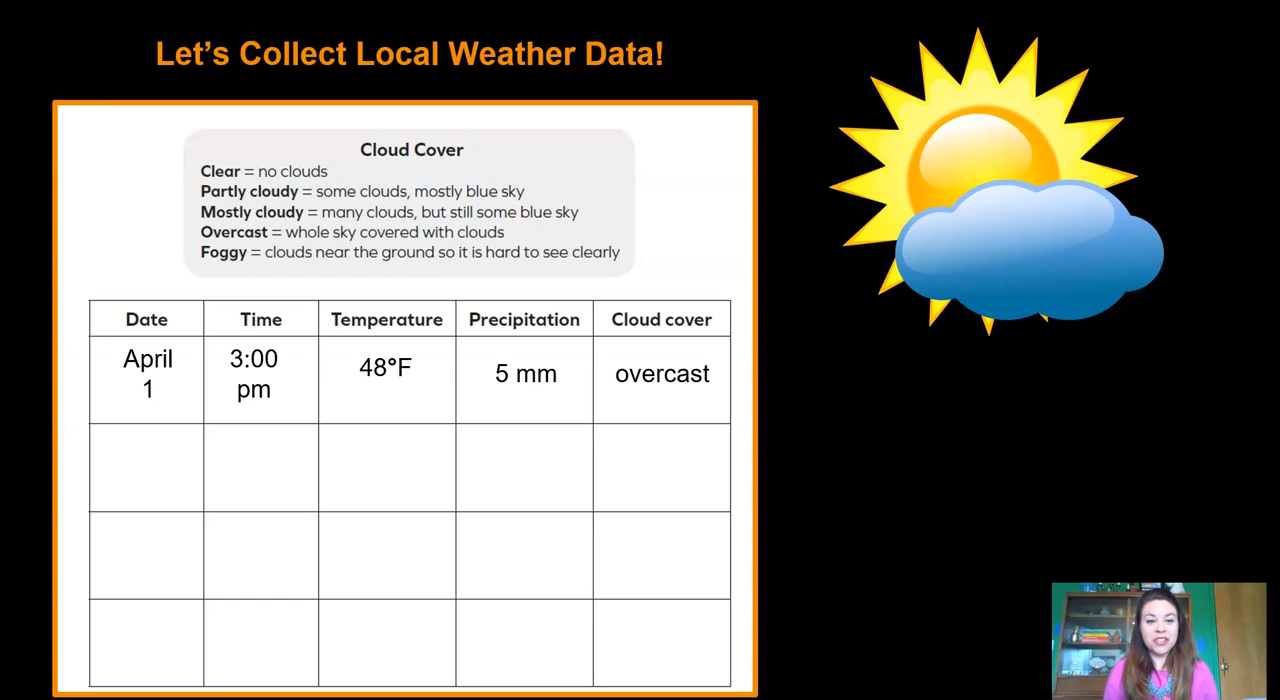 Let’s Collect Local Weather Data!
Cloud Cover
Clear = no clouds
Partly cloudy = some clouds, mostly blue sky
Mostly cloudy = many clouds, but still some blue sky
Overcast = whole sky covered with clouds
Foggy = clouds near the ground so it is hard to see clearly
Date Time Temperature Precipitation Cloud cover
April 1 3:00 pm 48°F 5 mm overcast